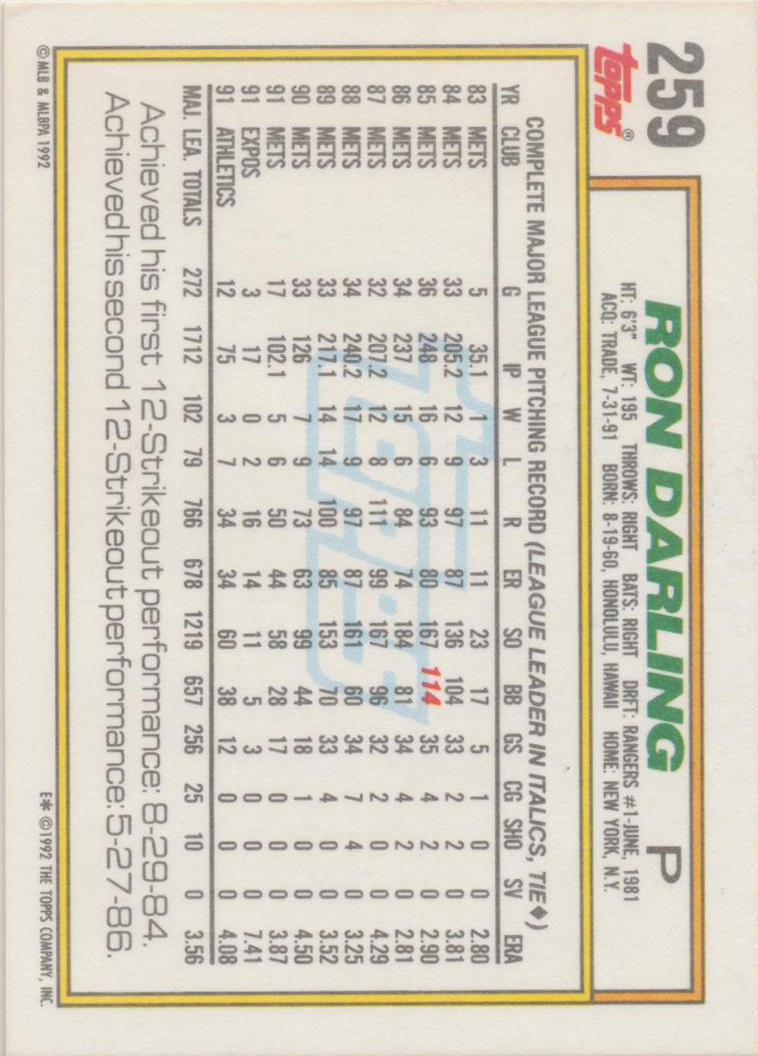 259
Topps®
RON DARLING P
HT: 6'3" WT: 195 THROWS: RIGHT BATS: RIGHT DRFT: RANGERS #1-JUNE, 1981
ACQ: TRADE, 7-31-91 BORN: 8-19-60, HONOLULU, HAWAII HOME: NEW YORK, N.Y.
COMPLETE MAJOR LEAGUE PITCHING RECORD (LEAGUE LEADER IN ITALICS, TIE♦)
YR CLUB G IP W L R ER SO BB GS CG SHO SV ERA
83 METS 5 35.1 1 3 11 11 23 17 5 1 0 0 2.80
84 METS 33 205.2 12 9 97 87 136 104 33 2 2 0 3.81
85 METS 36 248 16 6 93 80 167 114 35 4 2 0 2.90
86 METS 34 237 15 6 84 74 184 81 34 4 2 0 2.81
87 METS 32 207.2 12 8 111 99 167 96 32 2 0 0 4.29
88 METS 34 240.2 17 9 97 87 161 60 34 7 4 0 3.25
89 METS 33 217.1 14 14 100 85 153 70 33 4 0 0 3.52
90 METS 33 126 7 9 73 63 99 44 18 1 0 0 4.50
91 METS 17 102.1 5 6 50 44 58 28 17 0 0 0 3.87
91 EXPOS 3 17 0 2 16 14 11 5 3 0 0 0 7.41
91 ATHLETICS 12 75 3 7 34 34 60 38 12 0 0 0 4.08
MAJ. LEA. TOTALS 272 1712 102 79 766 678 1219 657 256 25 10 0 3.56
Achieved his first 12-Strikeout performance: 8-29-84.
Achieved his second 12-Strikeout performance: 5-27-86.
© MLB & MLBPA 1992 E* ©1992 THE TOPPS COMPANY, INC.